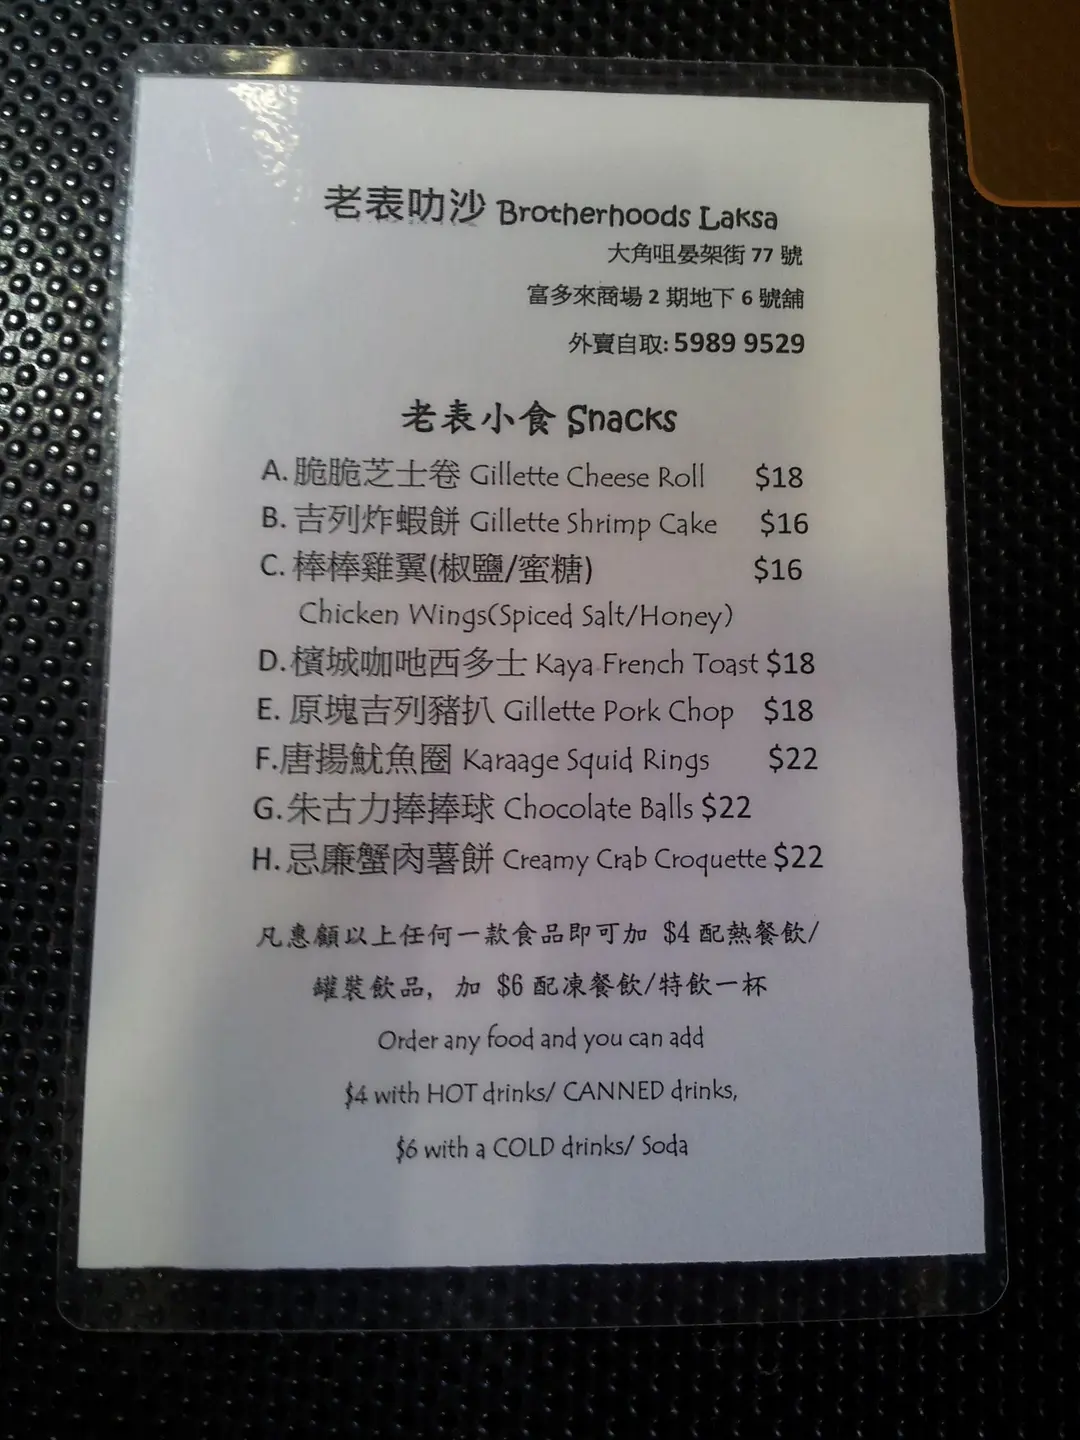 老表叻沙 Brotherhoods Laksa
大角咀晏架街 77 號
富多來商場 2 期地下 6 號舖
外賣自取: 5989 9529
老表小食 Snacks
A. 脆脆芝士卷 Gillette Cheese Roll $18
B. 吉列炸蝦餅 Gillette Shrimp Cake $16
C. 棒棒雞翼(椒鹽/蜜糖) $16
Chicken Wings(Spiced Salt/Honey)
D. 檳城咖吔西多士 Kaya French Toast $18
E. 原塊吉列豬扒 Gillette Pork Chop $18
F.唐揚魷魚圈 Karaage Squid Rings $22
G.朱古力捧捧球 Chocolate Balls $22
H.忌廉蟹肉薯餅 Creamy Crab Croquette $22
凡惠顧以上任何一款食品即可加 $4 配熱餐飲/
罐裝飲品, 加 $6 配凍餐飲/特飲一杯
Order any food and you can add
$4 with HOT drinks/ CANNED drinks,
$6 with a COLD drinks/ Soda